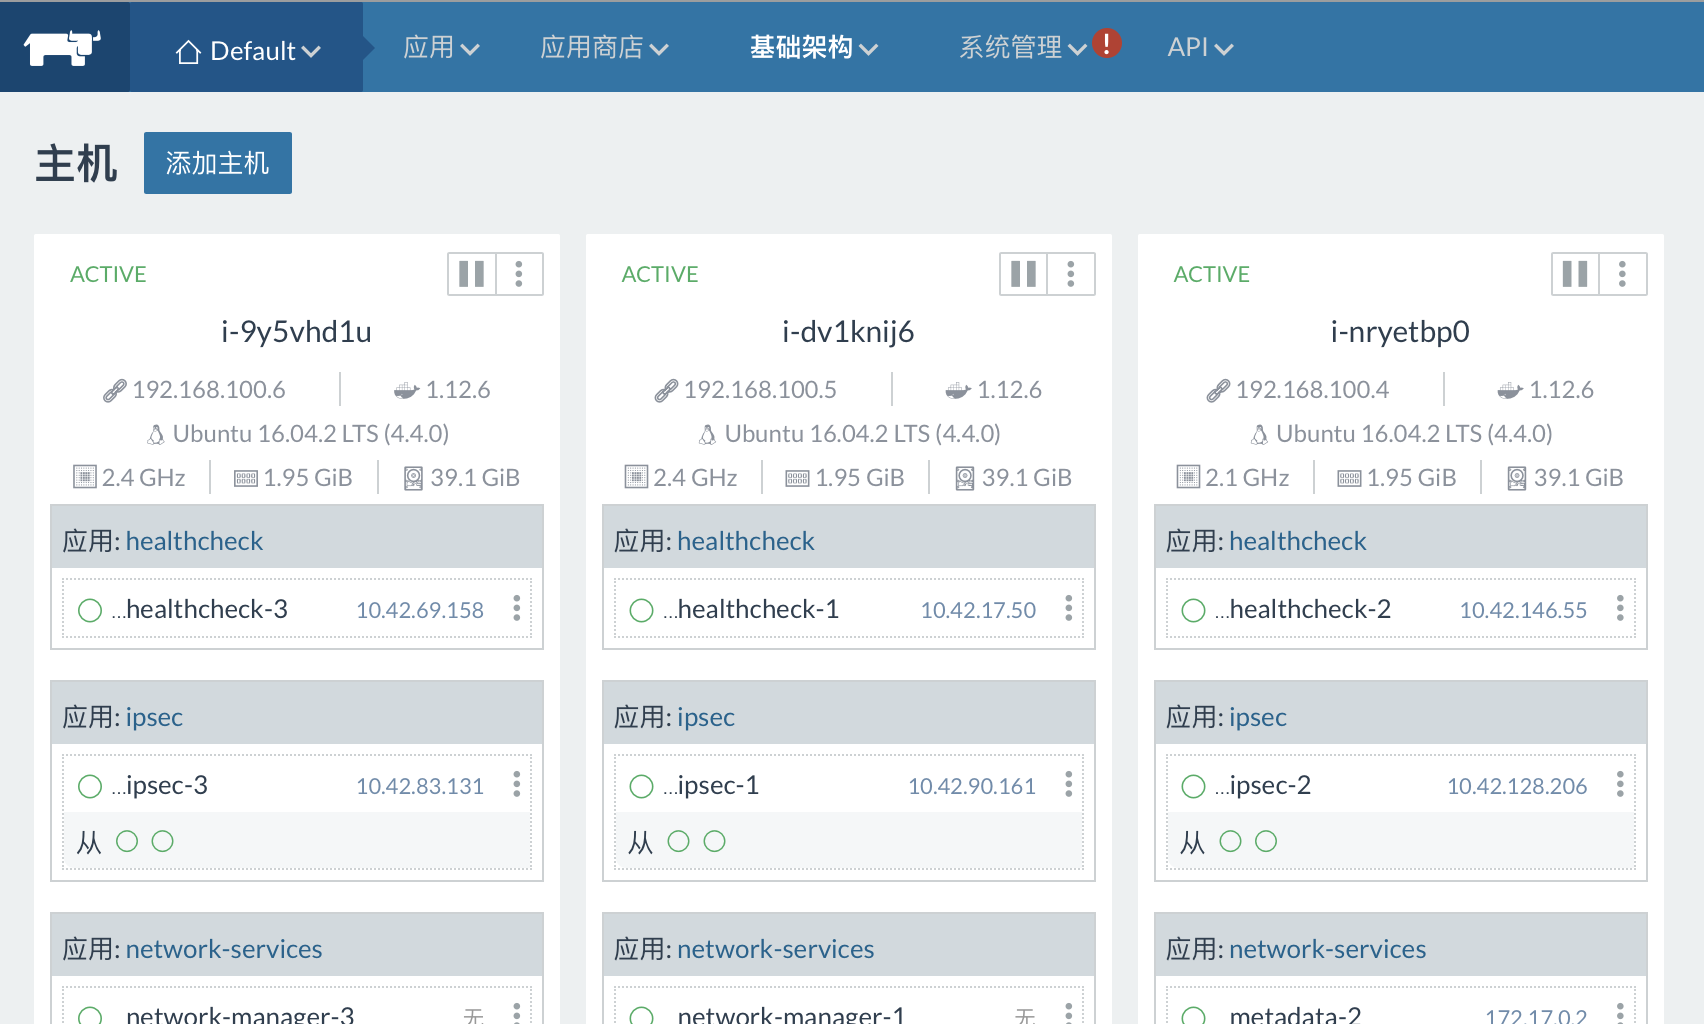 Default
应用
应用商店
基础架构
系统管理
!
API
主机
添加主机
ACTIVE
i-9y5vhd1u
192.168.100.6
1.12.6
Ubuntu 16.04.2 LTS (4.4.0)
2.4 GHz
1.95 GiB
39.1 GiB
应用: healthcheck
...healthcheck-3
10.42.69.158
应用: ipsec
...ipsec-3
10.42.83.131
从
应用: network-services
network-manager-3
无
ACTIVE
i-dv1knij6
192.168.100.5
1.12.6
Ubuntu 16.04.2 LTS (4.4.0)
2.4 GHz
1.95 GiB
39.1 GiB
应用: healthcheck
...healthcheck-1
10.42.17.50
应用: ipsec
...ipsec-1
10.42.90.161
从
应用: network-services
network-manager-1
无
ACTIVE
i-nryetbp0
192.168.100.4
1.12.6
Ubuntu 16.04.2 LTS (4.4.0)
2.1 GHz
1.95 GiB
39.1 GiB
应用: healthcheck
...healthcheck-2
10.42.146.55
应用: ipsec
...ipsec-2
10.42.128.206
从
应用: network-services
metadata-2
172.17.0.2